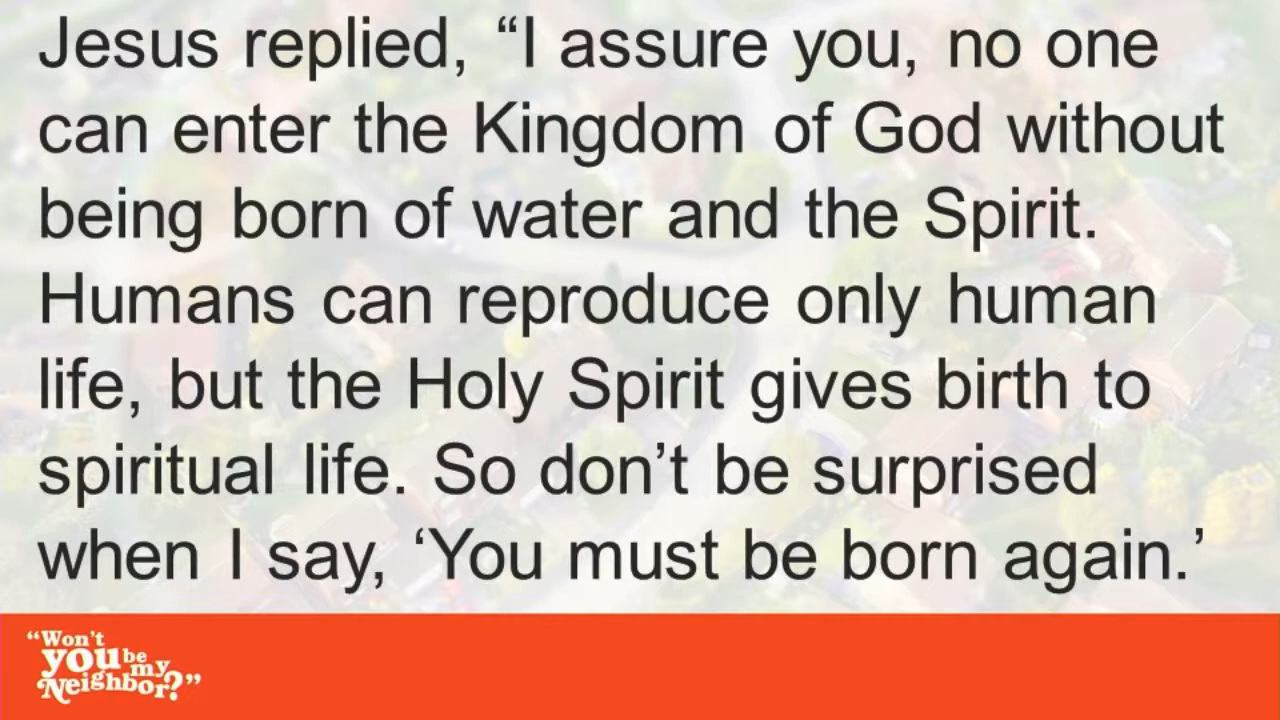 Jesus replied, “I assure you, no one
can enter the Kingdom of God without
being born of water and the Spirit.
Humans can reproduce only human
life, but the Holy Spirit gives birth to
spiritual life. So don’t be surprised
when I say, ‘You must be born again.’
“Won’t
you be
my
Neighbor?”